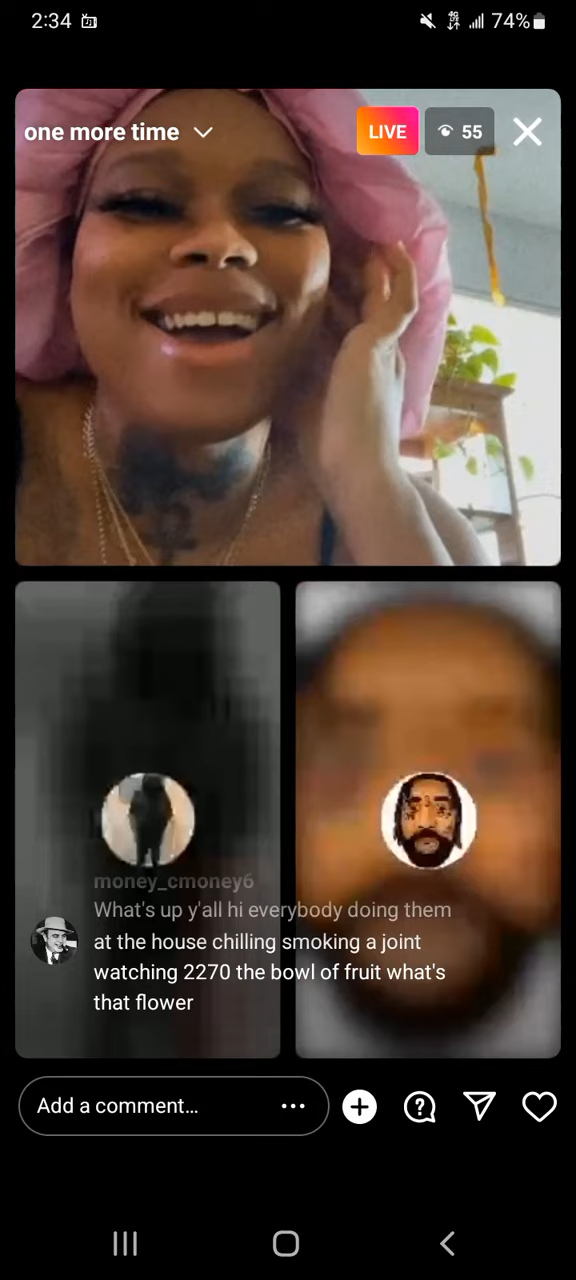 2:34
4G
74%
one more time
LIVE
55
money_cmoney6
What's up y'all hi everybody doing them
at the house chilling smoking a joint
watching 2270 the bowl of fruit what's
that flower
Add a comment...